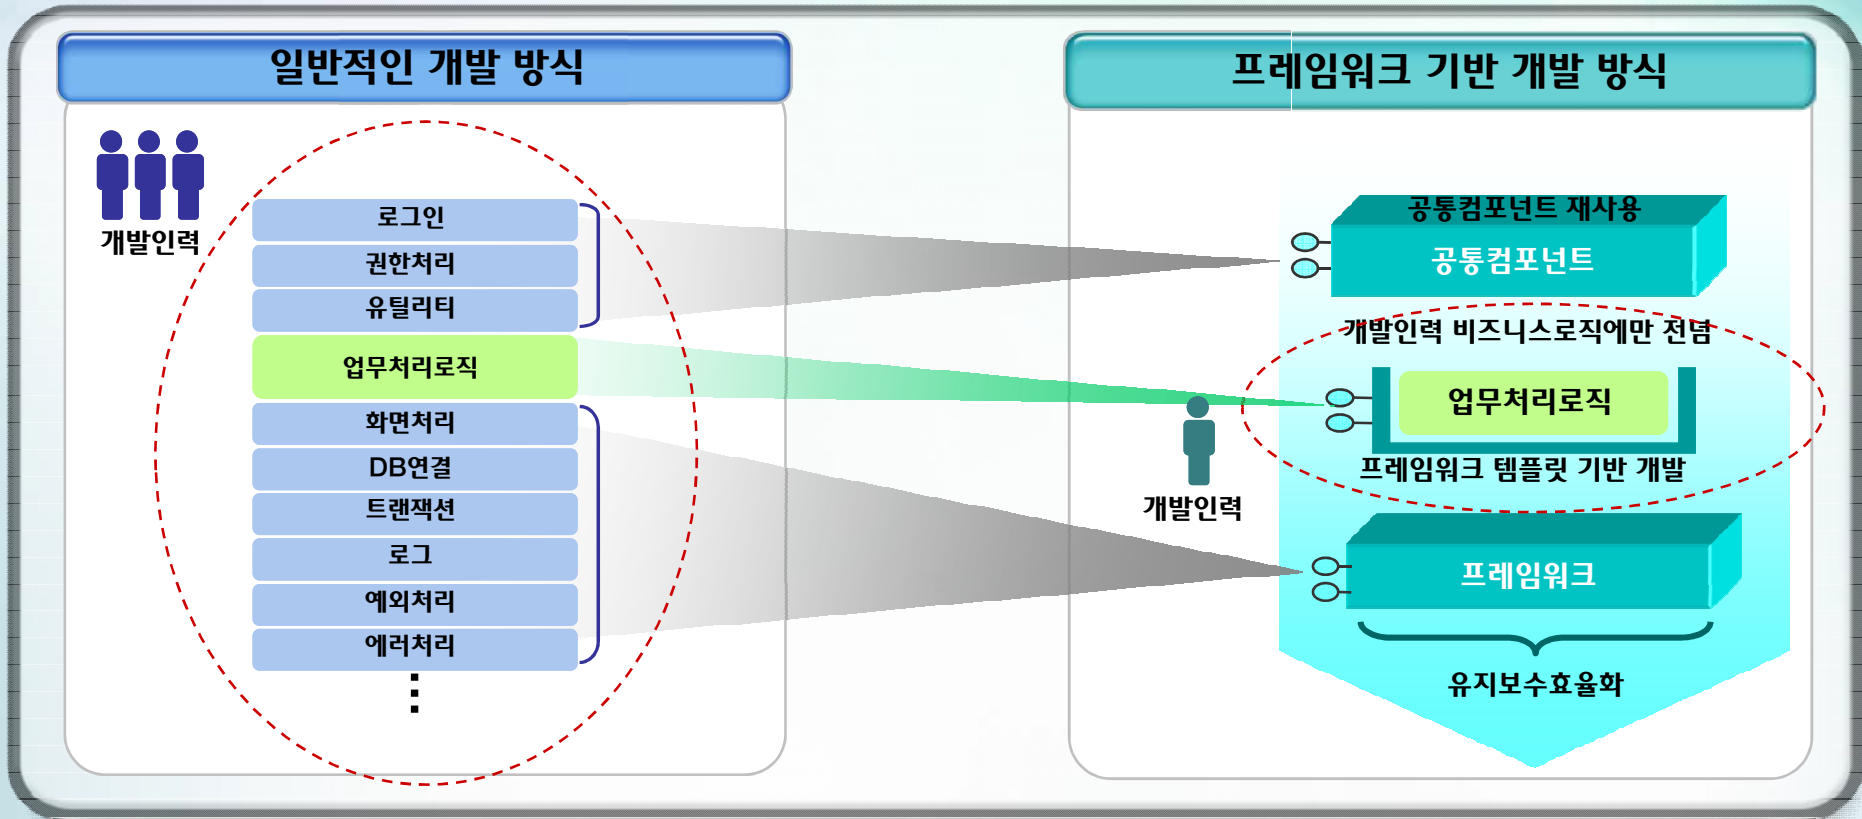 일반적인 개발 방식
개발인력
로그인
권한처리
유틸리티
업무처리로직
화면처리
DB연결
트랜잭션
로그
예외처리
에러처리
프레임워크 기반 개발 방식
공통컴포넌트 재사용
공통컴포넌트
개발인력 비즈니스로직에만 전념
업무처리로직
프레임워크 템플릿 기반 개발
개발인력
프레임워크
유지보수효율화